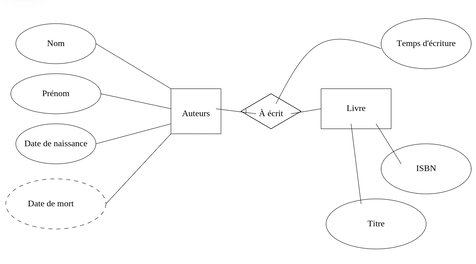 Nom
Prénom
Date de naissance
Date de mort
Auteurs
À écrit
Livre
Temps d'écriture
ISBN
Titre